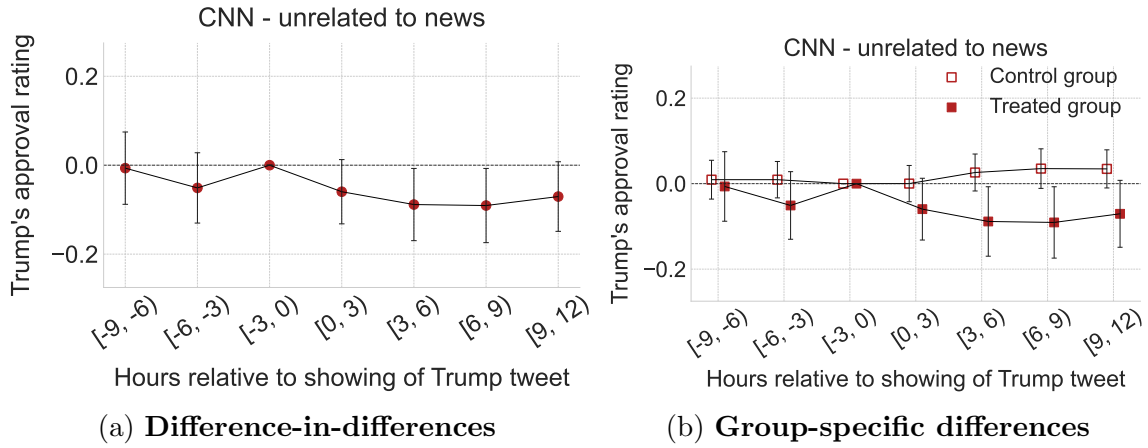 CNN - unrelated to news
Trump's approval rating
0.2
0.0
−0.2
[-9, -6)
[-6, -3)
[-3, 0)
[0, 3)
[3, 6)
[6, 9)
[9, 12)
Hours relative to showing of Trump tweet
(a) Difference-in-differences
CNN - unrelated to news
Control group
Treated group
Trump's approval rating
0.2
0.0
−0.2
[-9, -6)
[-6, -3)
[-3, 0)
[0, 3)
[3, 6)
[6, 9)
[9, 12)
Hours relative to showing of Trump tweet
(b) Group-specific differences